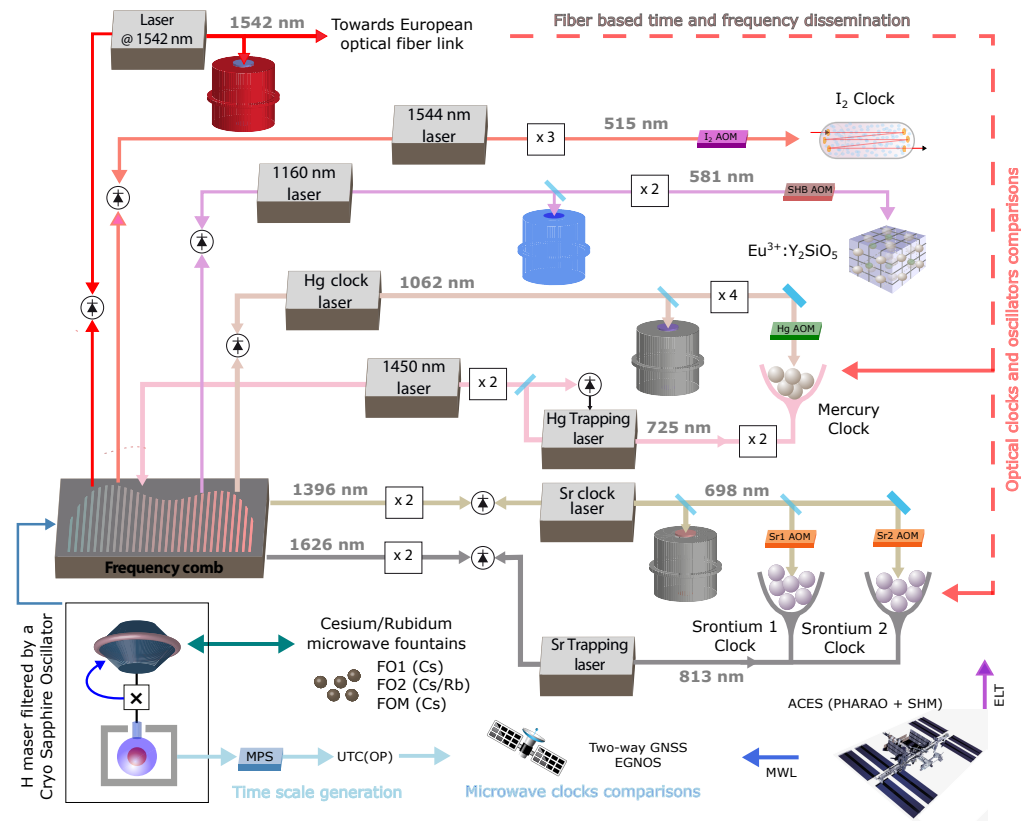 Fiber based time and frequency dissemination
Laser
@ 1542 nm
1542 nm
Towards European
optical fiber link
1544 nm
laser
x 3
515 nm
I2 AOM
I2 Clock
1160 nm
laser
x 2
581 nm
SHB AOM
Eu3+:Y2SiO5
Hg clock
laser
1062 nm
x 4
Hg AOM
Mercury
Clock
1450 nm
laser
x 2
Hg Trapping
laser
725 nm
x 2
Optical clocks and oscillators comparisons
Frequency comb
1396 nm
x 2
Sr clock
laser
698 nm
Sr1 AOM
Sr2 AOM
1626 nm
x 2
Srontium 1
Clock
Srontium 2
Clock
Sr Trapping
laser
813 nm
H maser filtered by a
Cryo Sapphire Oscillator
Cesium/Rubidum
microwave fountains
FO1 (Cs)
FO2 (Cs/Rb)
FOM (Cs)
MPS
UTC(OP)
Time scale generation
Two-way GNSS
EGNOS
Microwave clocks comparisons
MWL
ACES (PHARAO + SHM)
ELT